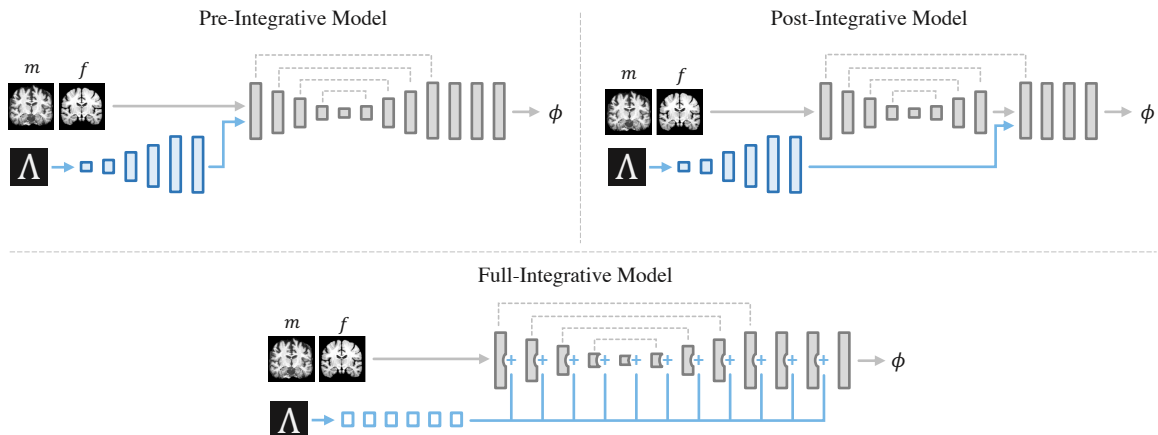 Pre-Integrative Model
m f
Λ
ϕ
Post-Integrative Model
m f
Λ
ϕ
Full-Integrative Model
m f
Λ
+ + + + + + + + + + +
ϕ